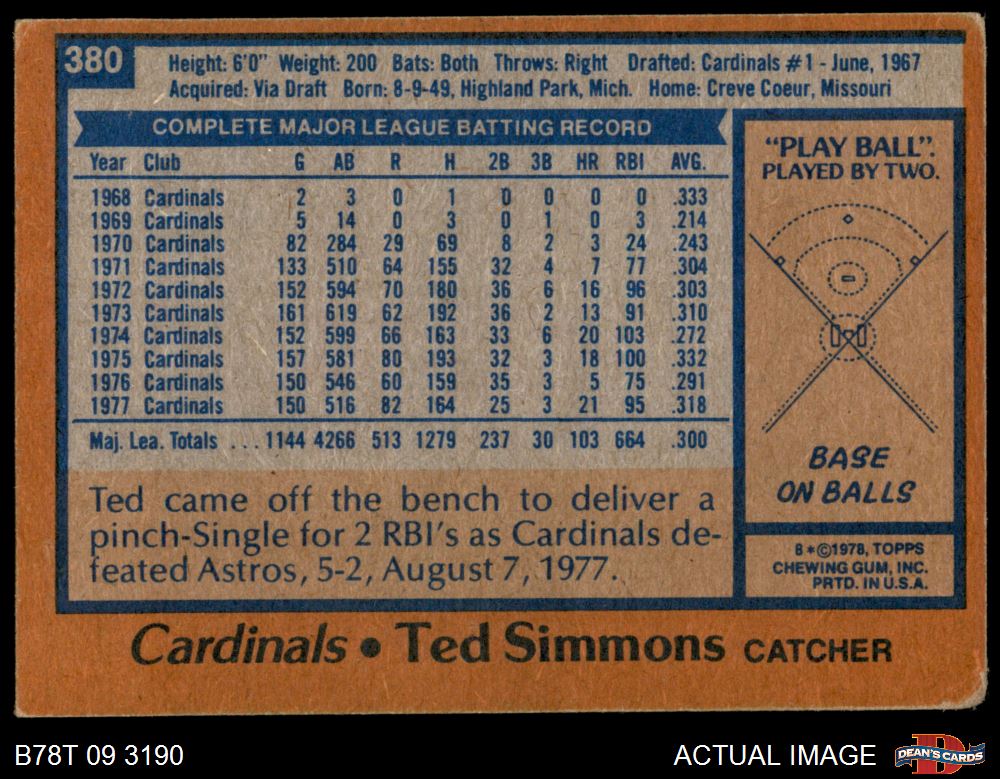 380
Height: 6'0" Weight: 200 Bats: Both Throws: Right Drafted: Cardinals #1 - June, 1967
Acquired: Via Draft Born: 8-9-49, Highland Park, Mich. Home: Creve Coeur, Missouri
COMPLETE MAJOR LEAGUE BATTING RECORD
Year Club G AB R H 2B 3B HR RBI AVG.
1968 Cardinals 2 3 0 1 0 0 0 0 .333
1969 Cardinals 5 14 0 3 0 1 0 3 .214
1970 Cardinals 82 284 29 69 8 2 3 24 .243
1971 Cardinals 133 510 64 155 32 4 7 77 .304
1972 Cardinals 152 594 70 180 36 6 16 96 .303
1973 Cardinals 161 619 62 192 36 2 13 91 .310
1974 Cardinals 152 599 66 163 33 6 20 103 .272
1975 Cardinals 157 581 80 193 32 3 18 100 .332
1976 Cardinals 150 546 60 159 35 3 5 75 .291
1977 Cardinals 150 516 82 164 25 3 21 95 .318
Maj. Lea. Totals ... 1144 4266 513 1279 237 30 103 664 .300
Ted came off the bench to deliver a
pinch-Single for 2 RBI's as Cardinals de-
feated Astros, 5-2, August 7, 1977.
"PLAY BALL".
PLAYED BY TWO.
BASE
ON BALLS
B*©1978, TOPPS
CHEWING GUM, INC.
PRTD. IN U.S.A.
Cardinals • Ted Simmons CATCHER
B78T 09 3190
ACTUAL IMAGE
D
DEAN'S CARDS